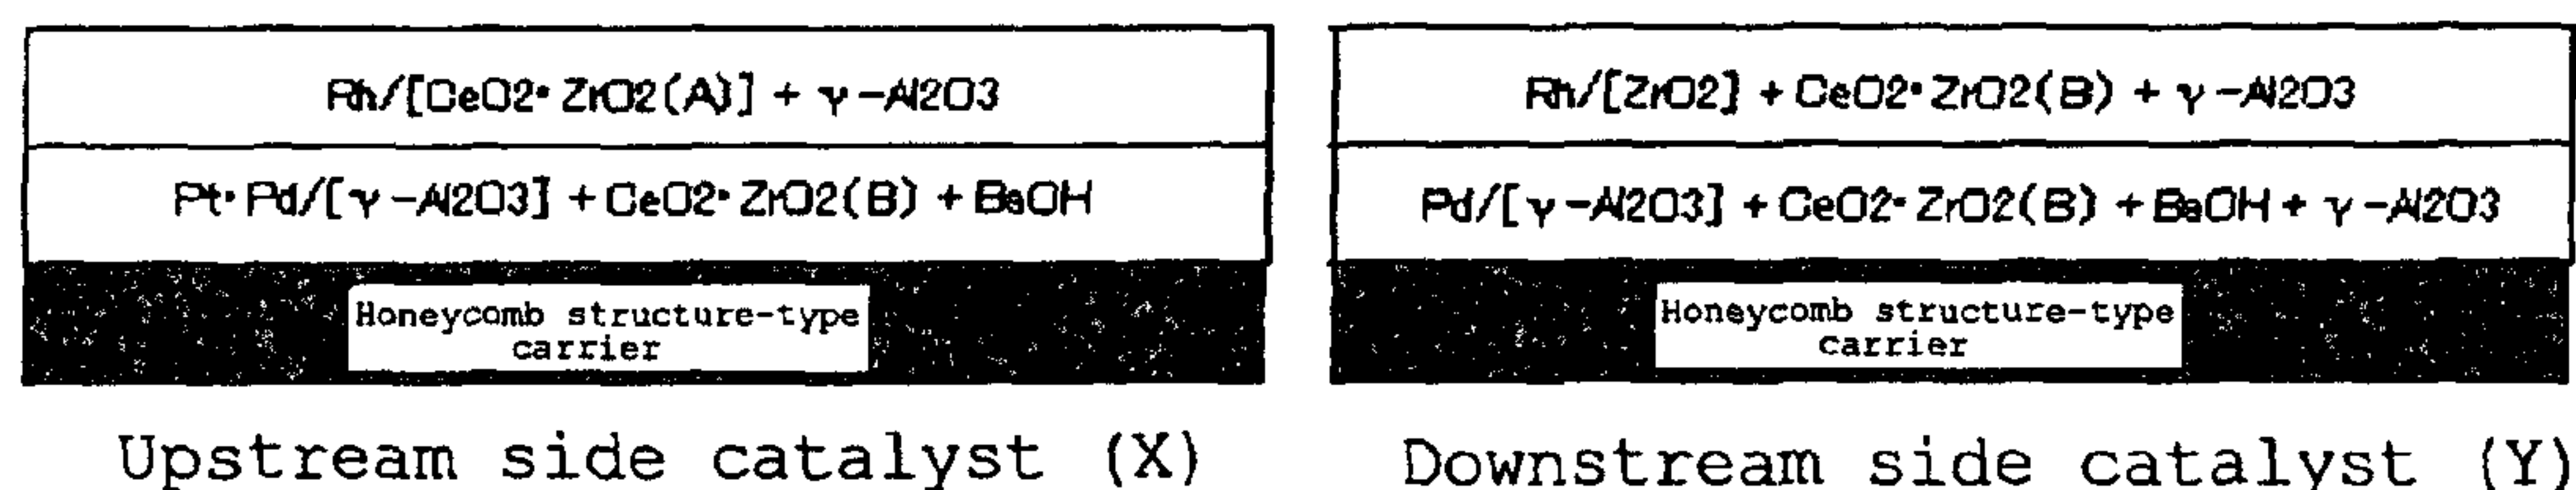 Rh/[CeO2・ZrO2(A)] + γ-Al2O3
Pt・Pd/[γ-Al2O3] + CeO2・ZrO2(B) + BaOH
Honeycomb structure-type
carrier
Upstream side catalyst (X)
Rh/[ZrO2] + CeO2・ZrO2(B) + γ-Al2O3
Pd/[γ-Al2O3] + CeO2・ZrO2(B) + BaOH + γ-Al2O3
Honeycomb structure-type
carrier
Downstream side catalyst (Y)